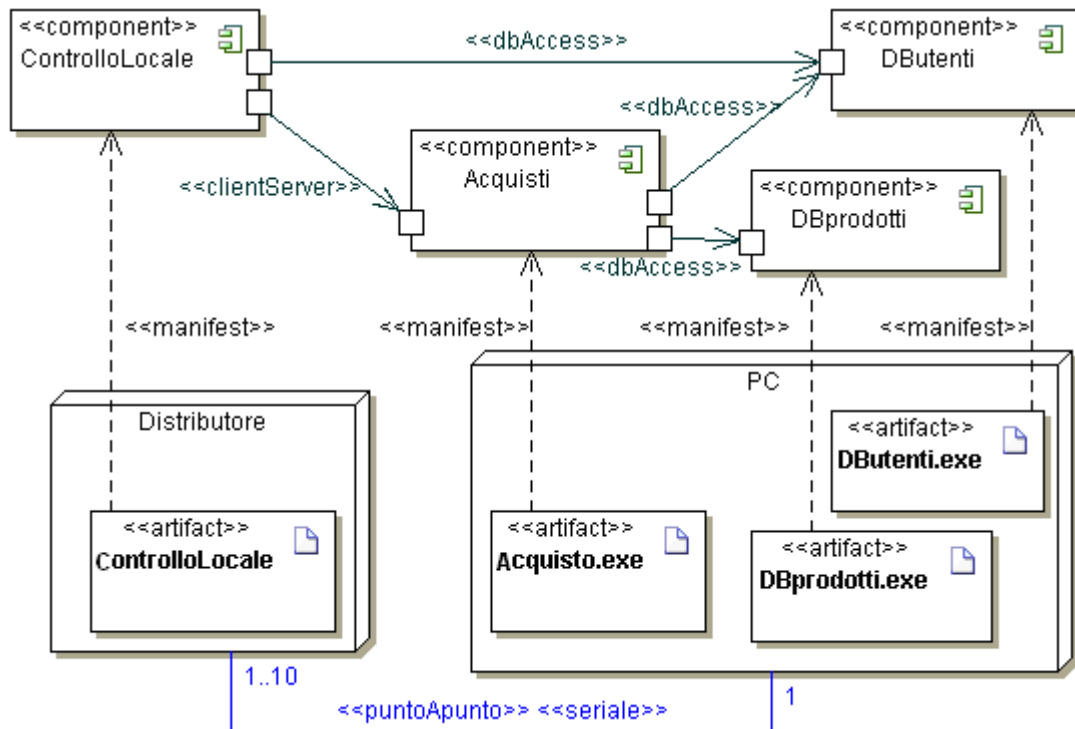 <<component>>
ControlloLocale
<<dbAccess>>
<<component>>
DButenti
<<dbAccess>>
<<component>>
Acquisti
<<clientServer>>
<<component>>
DBprodotti
<<dbAccess>>
<<manifest>>
<<manifest>>
<<manifest>>
<<manifest>>
PC
Distributore
<<artifact>>
DButenti.exe
<<artifact>>
ControlloLocale
<<artifact>>
Acquisto.exe
<<artifact>>
DBprodotti.exe
1..10
1
<<puntoApunto>> <<seriale>>